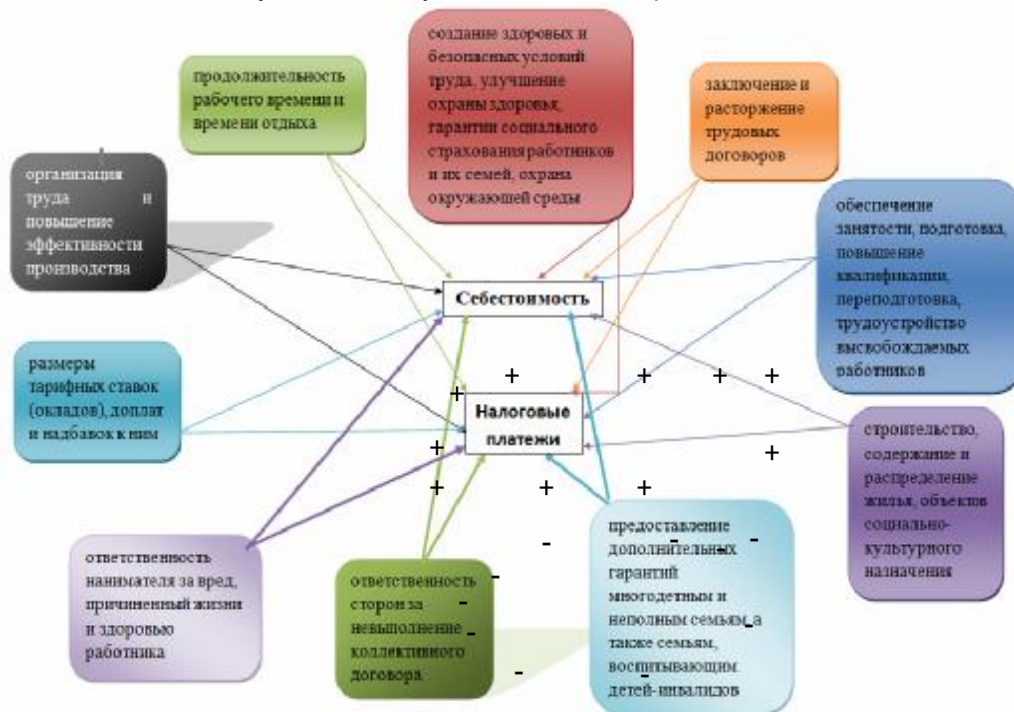 создание здоровых и
безопасных условий
труда, улучшение
охраны здоровья,
гарантии социального
страхования работников
и их семей, охрана
окружающей среды
продолжительность
рабочего времени и
времени отдыха
заключение и
расторжение
трудовых
договоров
организация
труда и
повышение
эффективности
производства
обеспечение
занятости, подготовка,
повышение
квалификации,
переподготовка,
трудоустройство
высвобождаемых
работников
Себестоимость
размеры
тарифных ставок
(окладов), доплат
и надбавок к ним
+ + + +
+
Налоговые
платежи
+ +
+ + +
строительство,
содержание и
распределение
жилья, объектов
социально-
культурного
назначения
ответственность
нанимателя за вред,
причиненный жизни
и здоровью
работника
ответственность
сторон за
невыполнение
коллективного
договора
предоставление
дополнительных
гарантий
многодетным и
неполным семьям, а
также семьям,
воспитывающим
детей-инвалидов
- - - -
- - - -
- -